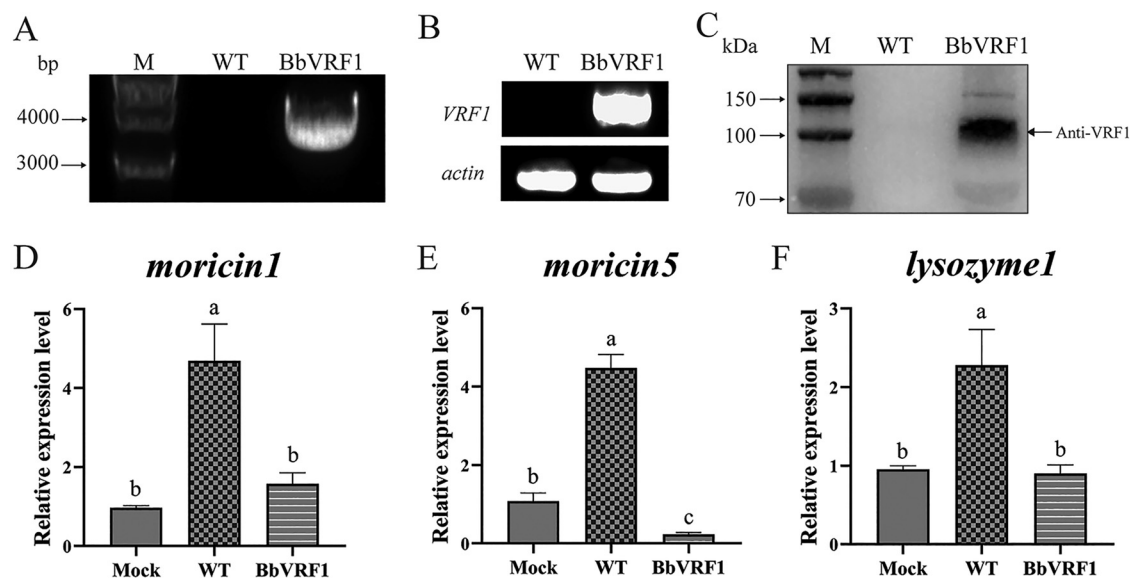 A
bp
M WT BbVRF1
4000
3000
B
WT BbVRF1
VRF1
actin
C
kDa
M WT BbVRF1
150
100
70
Anti-VRF1
D
moricin1
Relative expression level
6
4
2
0
b
a
b
Mock WT BbVRF1
E
moricin5
Relative expression level
6
4
2
0
b
a
c
Mock WT BbVRF1
F
lysozyme1
Relative expression level
3
2
1
0
b
a
b
Mock WT BbVRF1